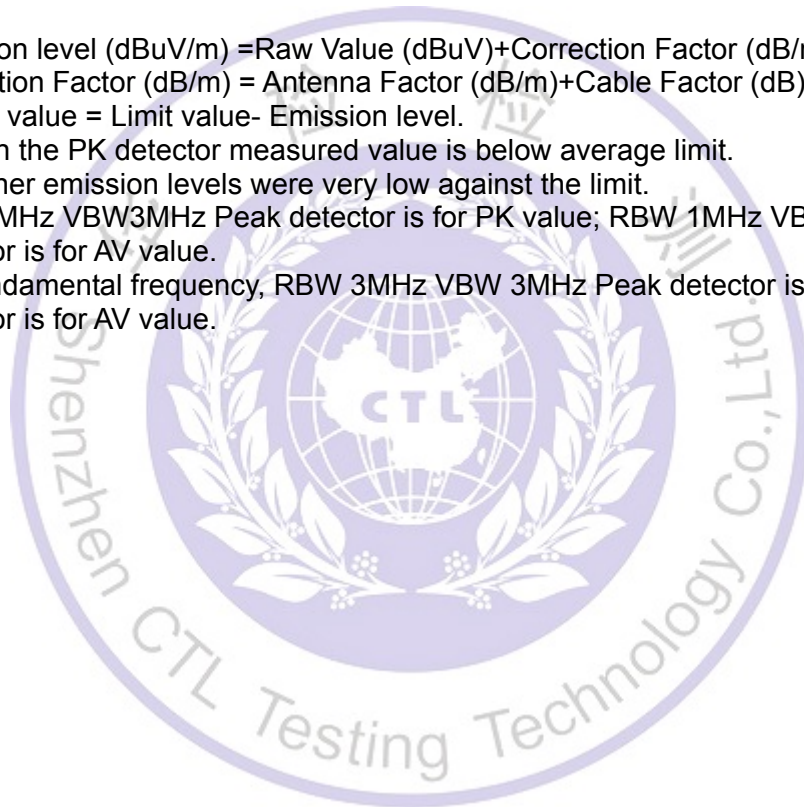 on level (dBuV/m) =Raw Value (dBuV)+Correction Factor (dB/m
tion Factor (dB/m) = Antenna Factor (dB/m)+Cable Factor (dB)
value = Limit value- Emission level.
n the PK detector measured value is below average limit.
ner emission levels were very low against the limit.
MHz VBW3MHz Peak detector is for PK value; RBW 1MHz VB
or is for AV value.
ndamental frequency, RBW 3MHz VBW 3MHz Peak detector is
or is for AV value.
检 检 测
CTL
Shenzhen CTL Testing Technology Co., Ltd.